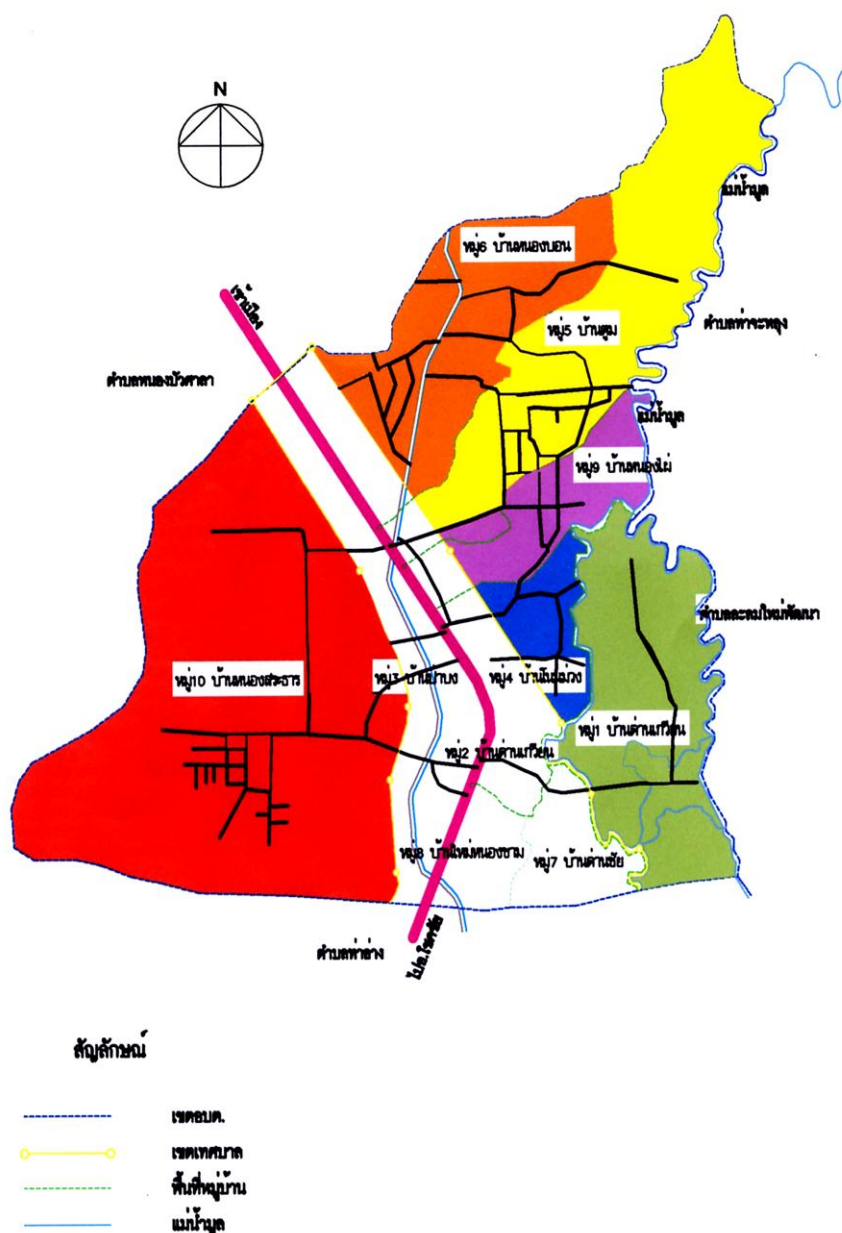 N
แม่น้ำมูล
หมู่6 บ้านหนองบอน
เข้าเมือง
หมู่5 บ้านตูม
ตำบลท่าจะหลุง
ตำบลหนองบัวศาลา
แม่น้ำมูล
หมู่9 บ้านหนองไผ่
ตำบลละลมใหม่พัฒนา
หมู่10 บ้านหนองสระธาร
หมู่3 บ้านป่าบง
หมู่4 บ้านโนนม่วง
หมู่1 บ้านด่านเกวียน
หมู่2 บ้านด่านเกวียน
หมู่8 บ้านใหม่หนองขาม
หมู่7 บ้านด่านชัย
ตำบลท่าอ่าง
ไปอ.โชคชัย
สัญลักษณ์
เขตอบต.
เขตเทศบาล
พื้นที่หมู่บ้าน
แม่น้ำมูล